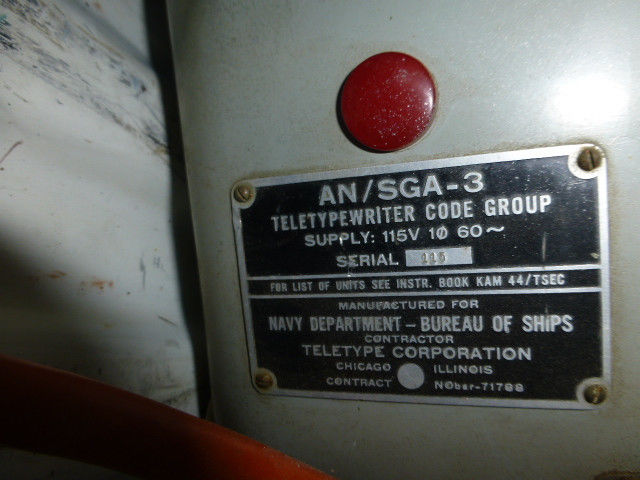 AN/SGA-3
TELETYPEWRITER CODE GROUP
SUPPLY: 115V 1Φ 60~
SERIAL
FOR LIST OF UNITS SEE INSTR. BOOK KAM 44/TSEC
MANUFACTURED FOR
NAVY DEPARTMENT – BUREAU OF SHIPS
CONTRACTOR
TELETYPE CORPORATION
CHICAGO ILLINOIS
CONTRACT NObsr-71788